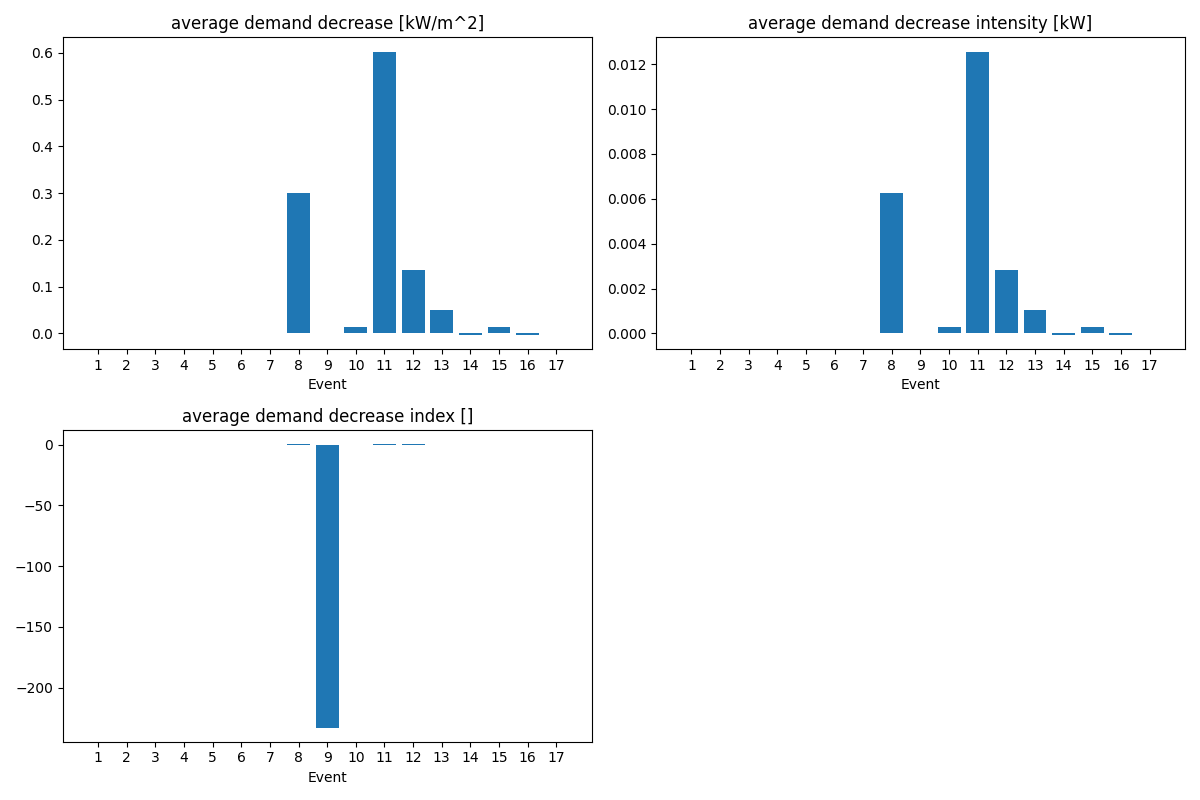 average demand decrease [kW/m^2]
0.6
0.5
0.4
0.3
0.2
0.1
0.0
1 2 3 4 5 6 7 8 9 10 11 12 13 14 15 16 17
Event
average demand decrease intensity [kW]
0.012
0.010
0.008
0.006
0.004
0.002
0.000
1 2 3 4 5 6 7 8 9 10 11 12 13 14 15 16 17
Event
average demand decrease index []
0
−50
−100
−150
−200
1 2 3 4 5 6 7 8 9 10 11 12 13 14 15 16 17
Event